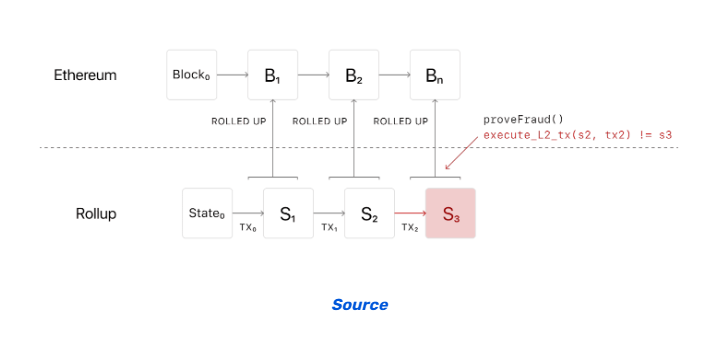 Ethereum
Block₀
B₁
B₂
Bₙ
ROLLED UP
ROLLED UP
ROLLED UP
proveFraud()
execute_L2_tx(s2, tx2) != s3
Rollup
State₀
S₁
S₂
S₃
TX₀
TX₁
TX₂
Source